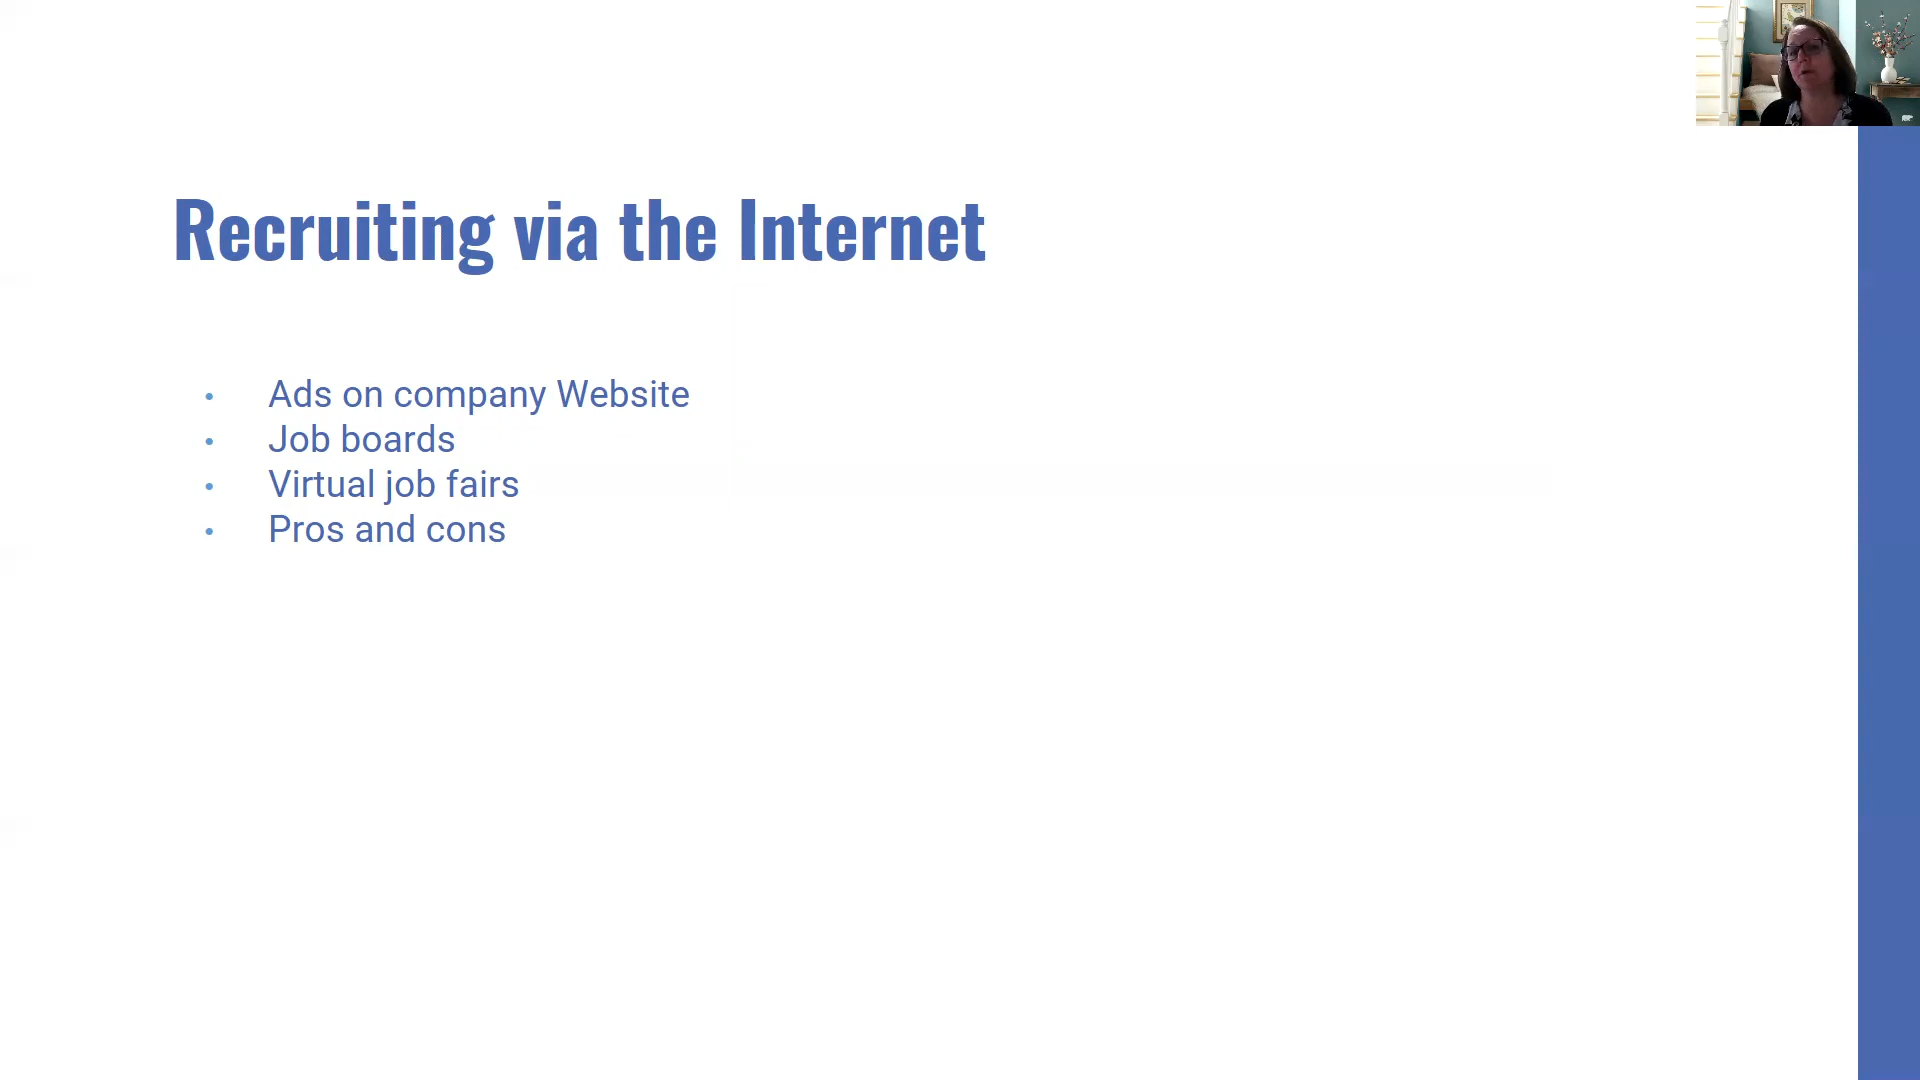 Recruiting via the Internet
• Ads on company Website
• Job boards
• Virtual job fairs
• Pros and cons